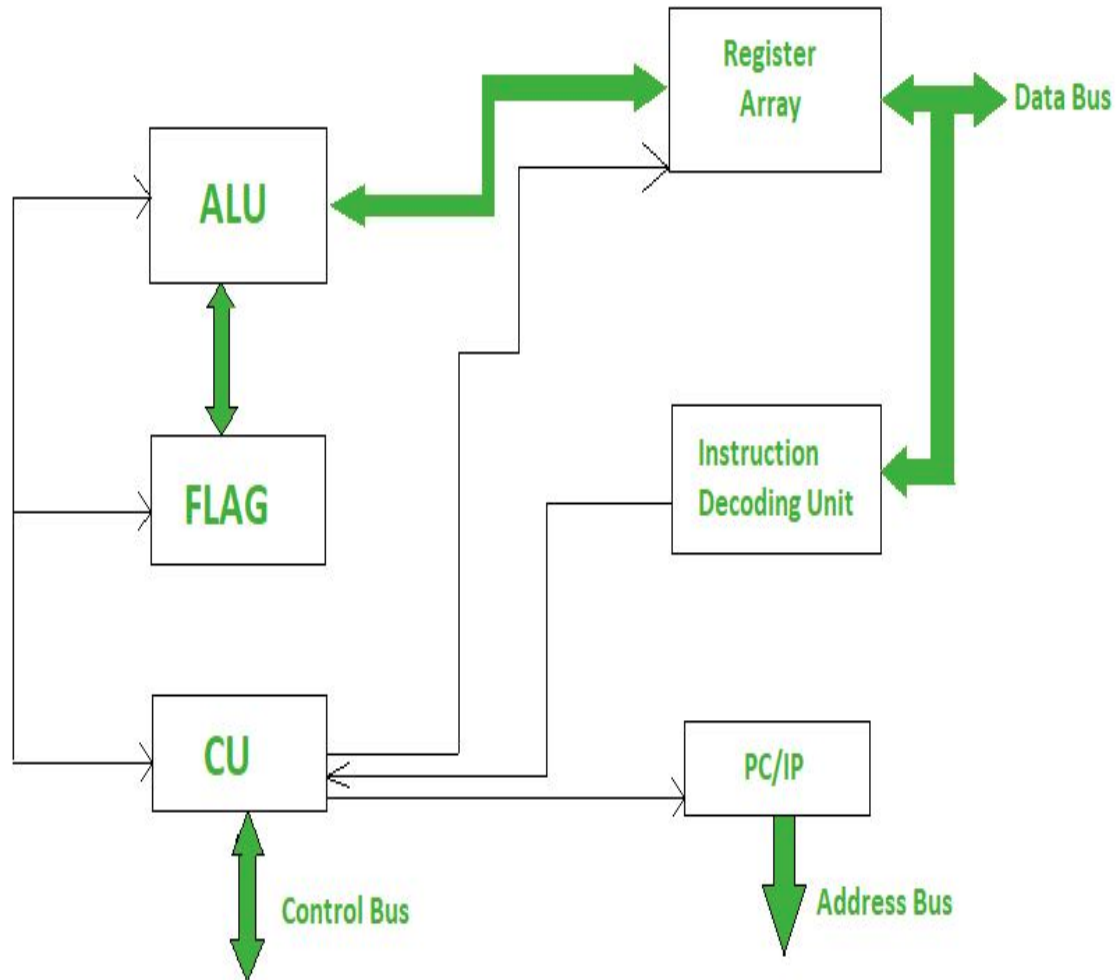 Register
Array
Data Bus
ALU
Instruction
Decoding Unit
FLAG
CU
PC/IP
Control Bus
Address Bus